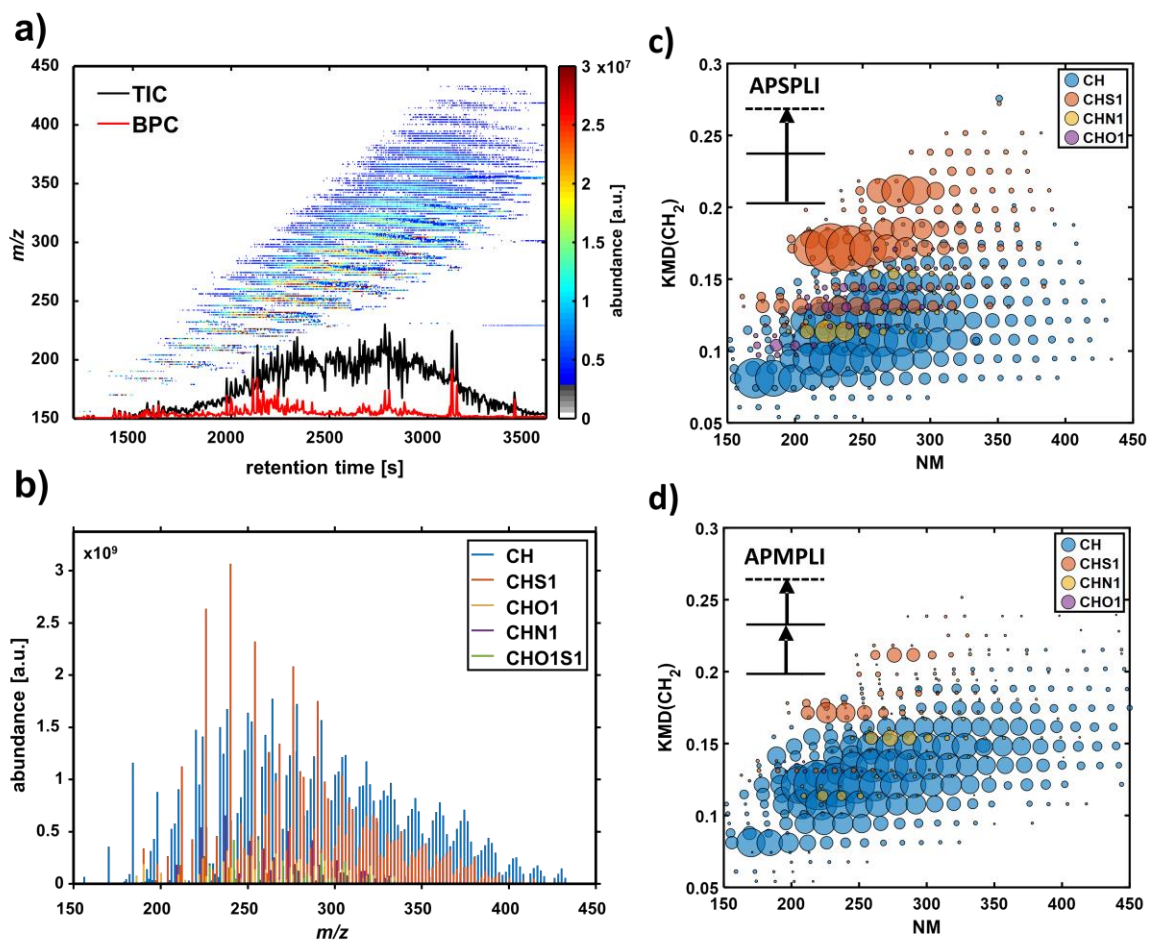 a)
450
400
350
300
250
200
150
m/z
TIC
BPC
1500
2000
2500
3000
3500
retention time [s]
3 x10⁷
2.5
2
1.5
1
0.5
0
abundance [a.u.]
b)
x10⁹
3
2.5
2
1.5
1
0.5
0
abundance [a.u.]
CH
CHS1
CHO1
CHN1
CHO1S1
150
200
250
300
350
400
450
m/z
c)
0.3
0.25
0.2
0.15
0.1
0.05
KMD(CH₂)
APSPLI
CH
CHS1
CHN1
CHO1
150
200
250
300
350
400
450
NM
d)
0.3
0.25
0.2
0.15
0.1
0.05
KMD(CH₂)
APMPLI
CH
CHS1
CHN1
CHO1
150
200
250
300
350
400
450
NM